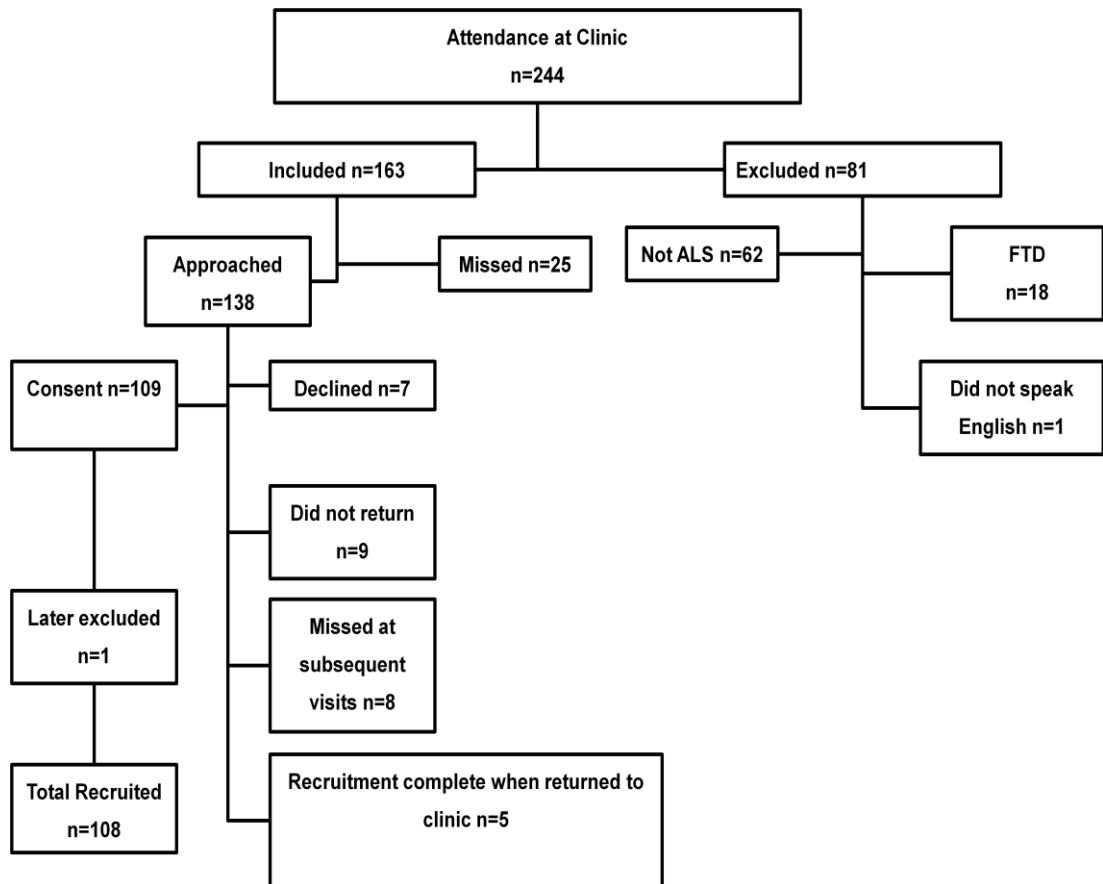 Attendance at Clinic
n=244
Included n=163
Excluded n=81
Approached
n=138
Missed n=25
Not ALS n=62
FTD
n=18
Consent n=109
Declined n=7
Did not speak
English n=1
Did not return
n=9
Later excluded
n=1
Missed at
subsequent
visits n=8
Total Recruited
n=108
Recruitment complete when returned to
clinic n=5